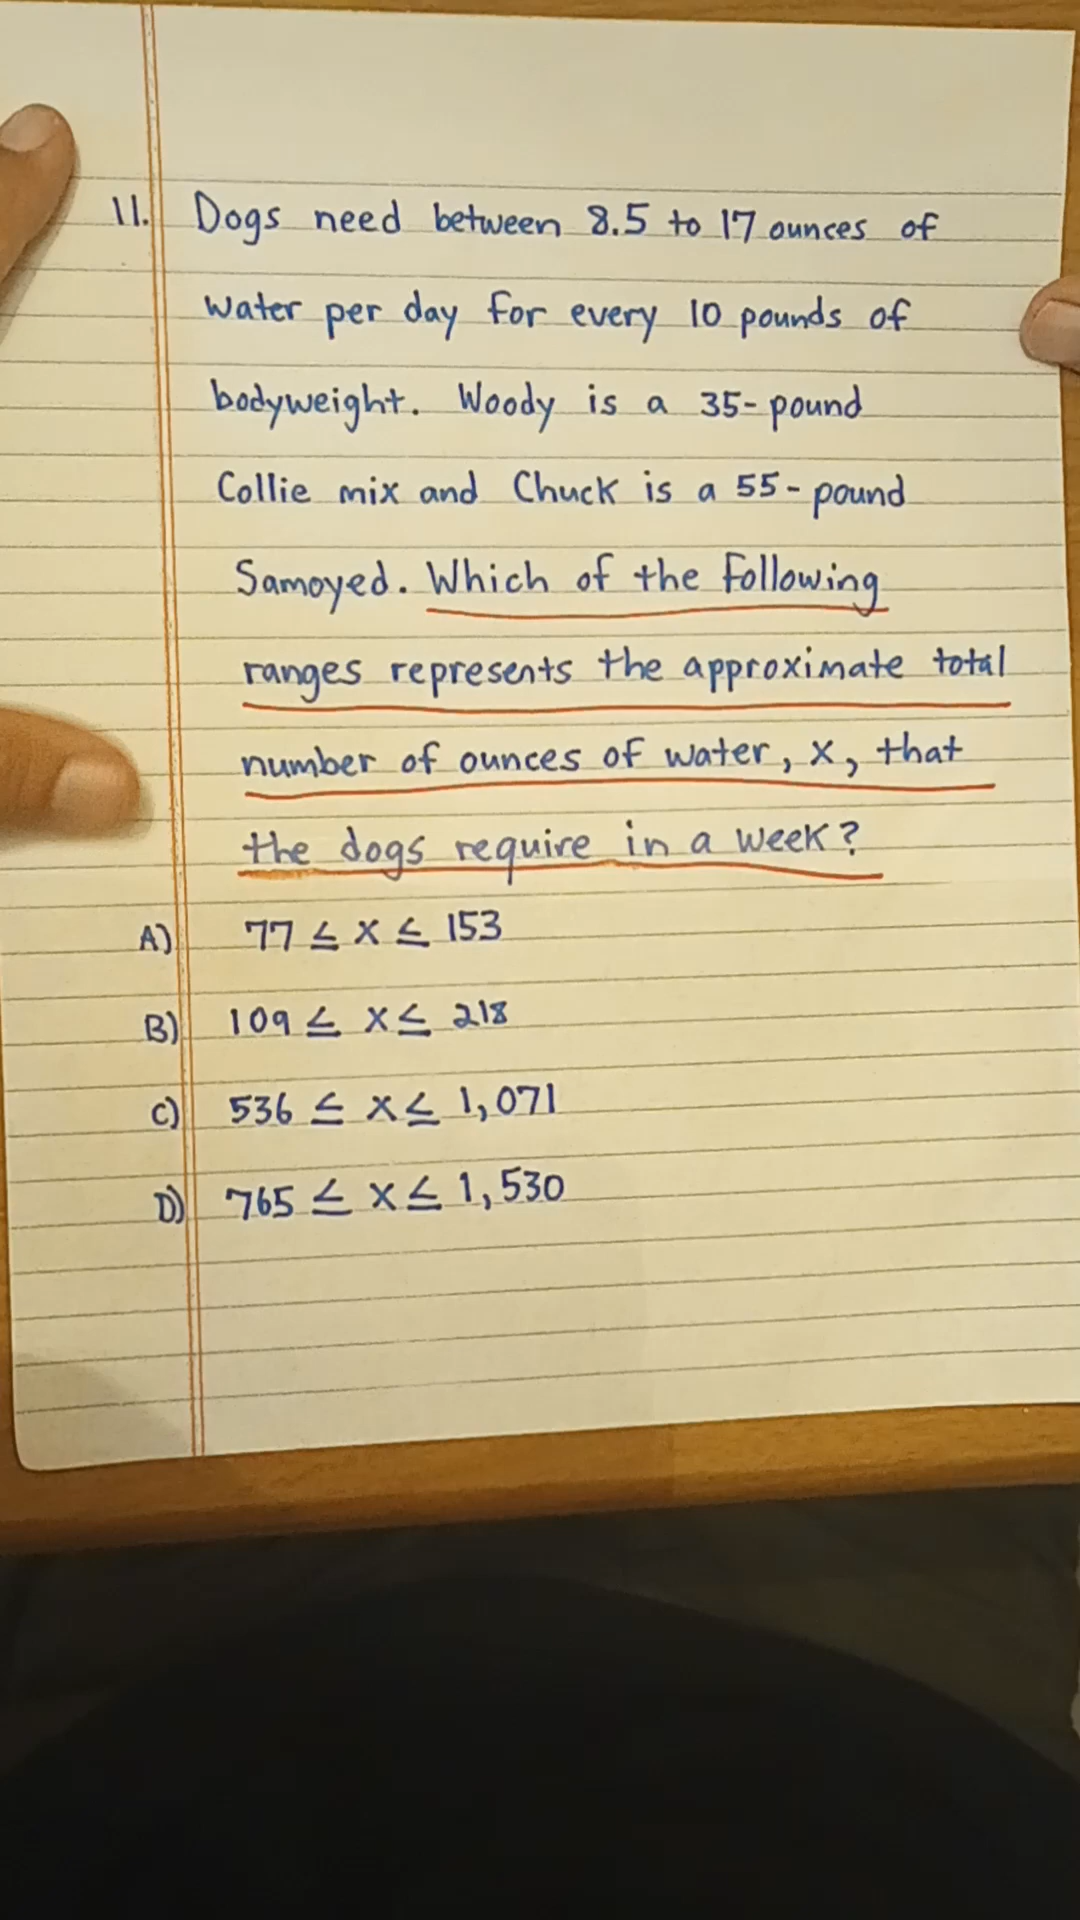 11. Dogs need between 8.5 to 17 ounces of
water per day for every 10 pounds of
bodyweight. Woody is a 35-pound
Collie mix and Chuck is a 55-pound
Samoyed. Which of the following
ranges represents the approximate total
number of ounces of water, x, that
the dogs require in a week?
A) 77 ≤ x ≤ 153
B) 109 ≤ x ≤ 218
C) 536 ≤ x ≤ 1,071
D) 765 ≤ x ≤ 1,530